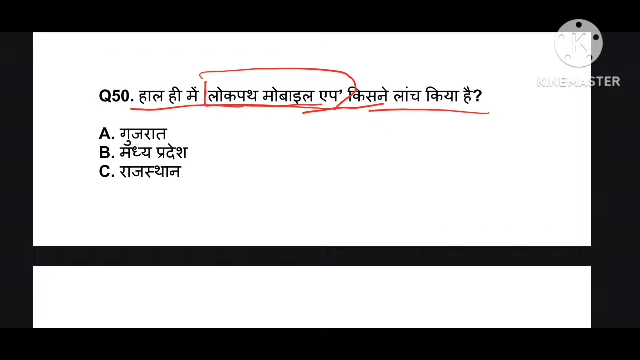 KINEMASTER
Q50. हाल ही में लोकपथ मोबाइल एप’ किसने लांच किया है?
A. गुजरात
B. मध्य प्रदेश
C. राजस्थान